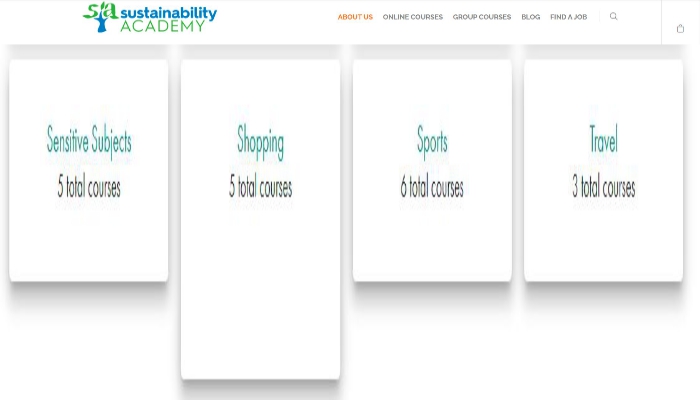 sa sustainability
ACADEMY
ABOUT US ONLINE COURSES GROUP COURSES BLOG FIND A JOB
Sensitive Subjects
5 total courses
Shopping
5 total courses
Sports
6 total courses
Travel
3 total courses